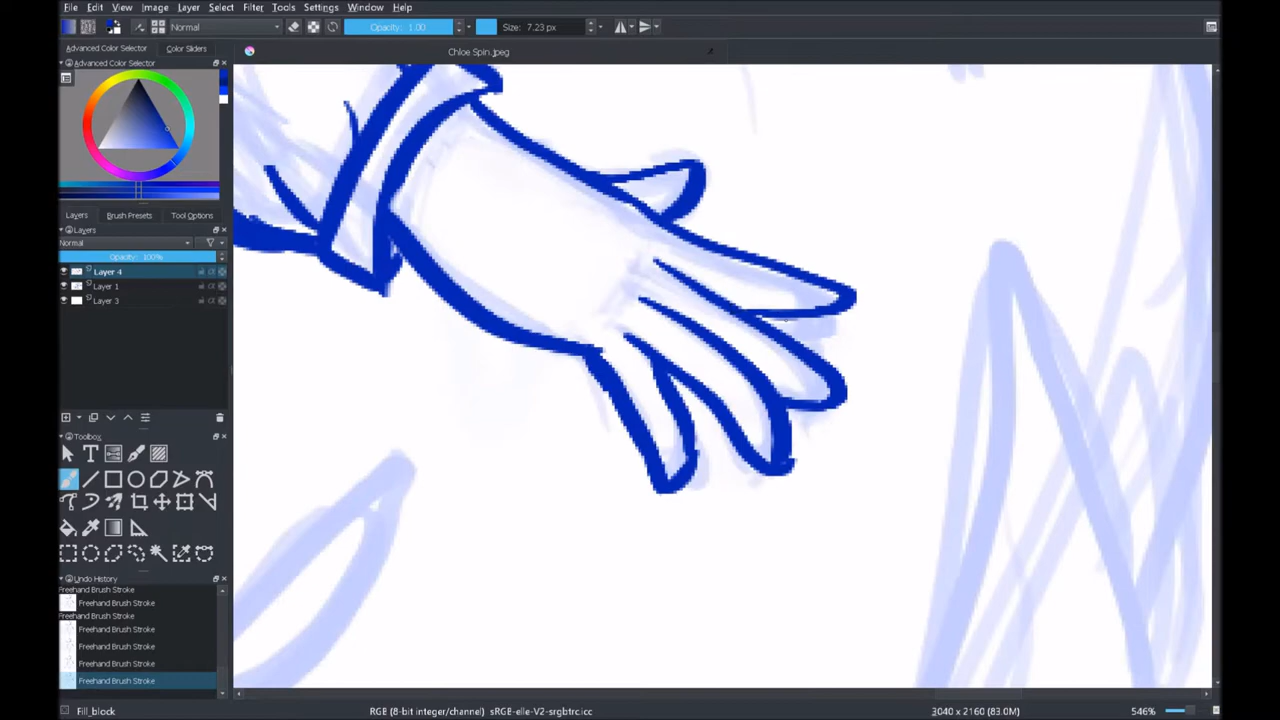 File Edit View Image Layer Select Filter Tools Settings Window Help
Normal Opacity: 1.00 Size: 7.23 px
Advanced Color Selector Color Sliders
Chloe Spin.jpeg
Advanced Color Selector
Layers Brush Presets Tool Options
Layers
Normal
Opacity: 100%
Layer 4
Layer 1
Layer 3
Toolbox
Undo History
Freehand Brush Stroke
Freehand Brush Stroke
Freehand Brush Stroke
Freehand Brush Stroke
Freehand Brush Stroke
Freehand Brush Stroke
Freehand Brush Stroke
Fill_block RGB (8-bit integer/channel) sRGB-elle-V2-srgbtrc.icc 3040 x 2160 (83.0M) 546%